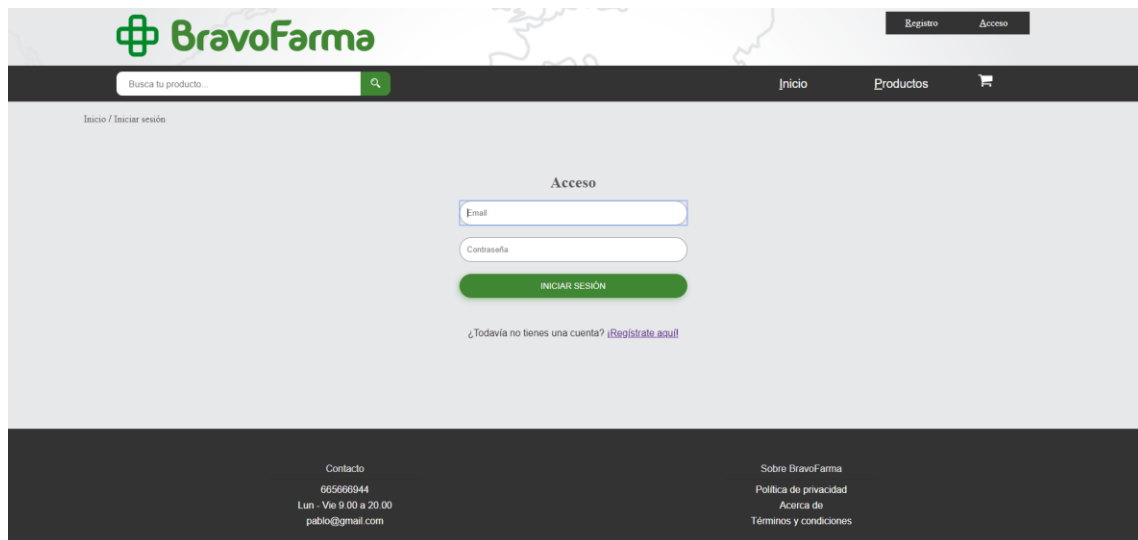 BravoFarma
Registro Acceso
Busca tu producto...
Inicio Productos
Inicio / Iniciar sesión
Acceso
Email
Contraseña
INICIAR SESIÓN
¿Todavía no tienes una cuenta? ¡Regístrate aquí!
Contacto
665666944
Lun - Vie 9.00 a 20.00
pablo@gmail.com
Sobre BravoFarma
Política de privacidad
Acerca de
Términos y condiciones